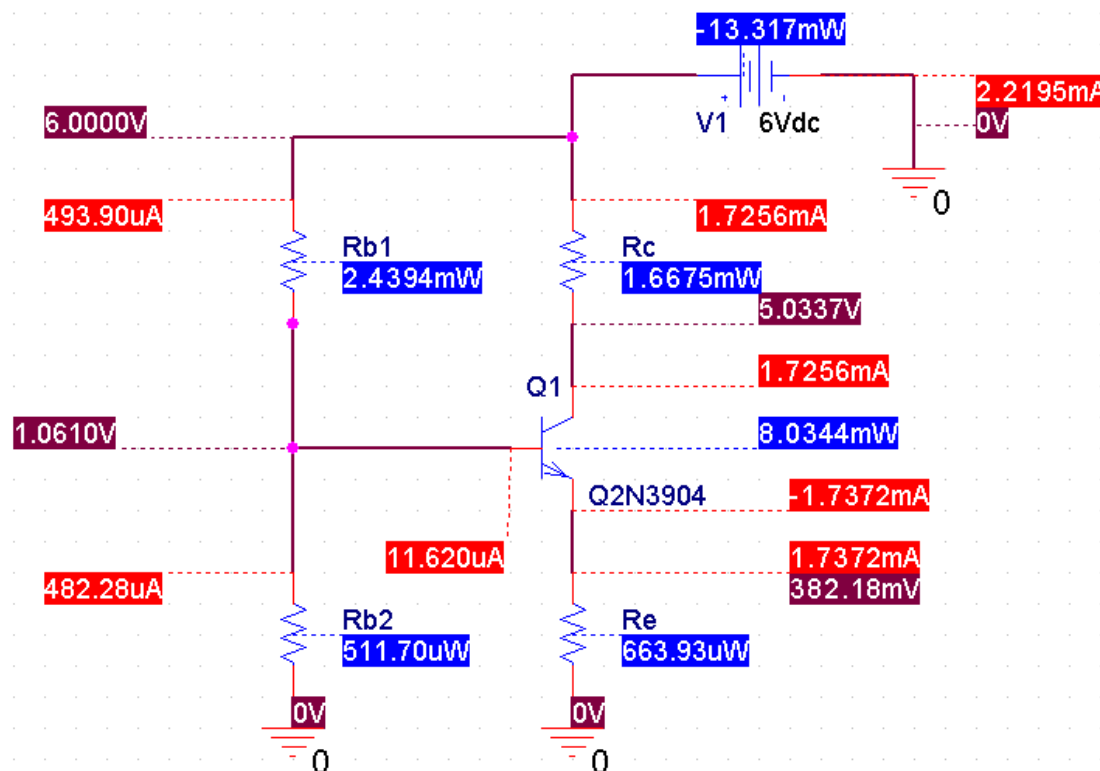 -13.317mW
2.2195mA
6.0000V
V1
6Vdc
0V
0
493.90uA
1.7256mA
Rb1
Rc
2.4394mW
1.6675mW
5.0337V
1.7256mA
Q1
1.0610V
8.0344mW
Q2N3904
-1.7372mA
11.620uA
1.7372mA
482.28uA
382.18mV
Rb2
Re
511.70uW
663.93uW
0V
0V
0
0